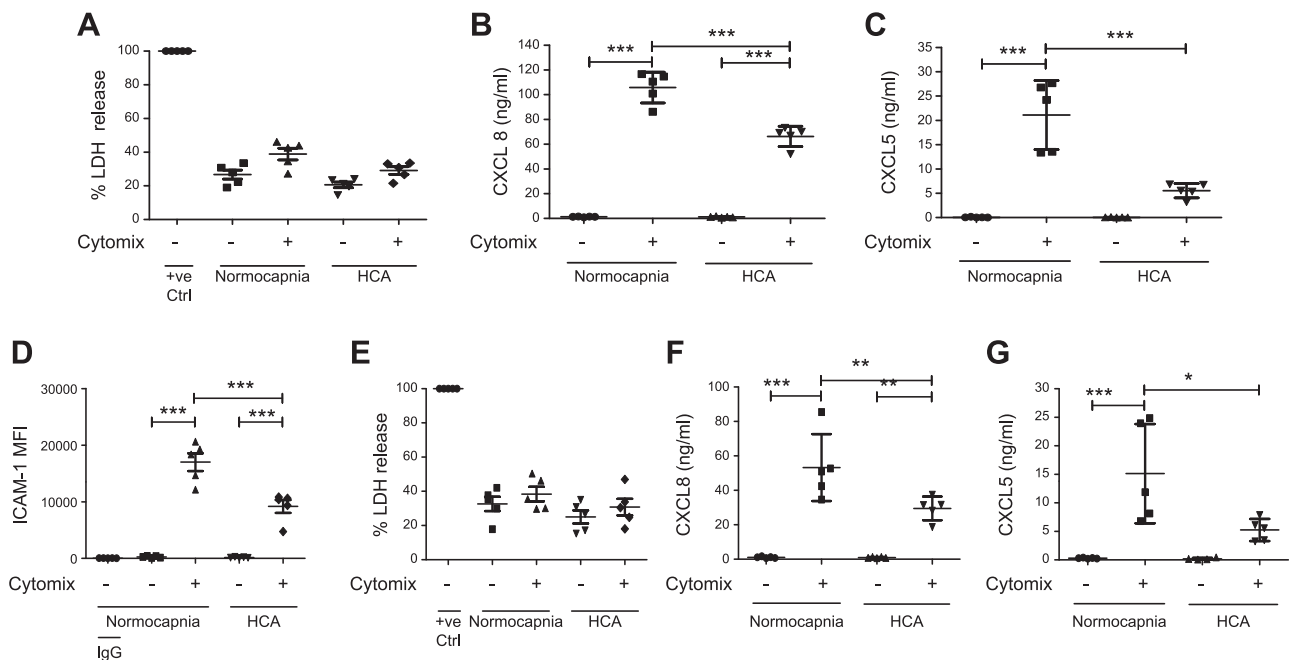 A
B
C
% LDH release
100
80
60
40
20
0
Cytomix - - + - +
+ve Ctrl
Normocapnia
HCA
CXCL 8 (ng/ml)
140
120
100
80
60
40
20
0
***
***
***
Cytomix - + - +
Normocapnia
HCA
CXCL5 (ng/ml)
35
30
25
20
15
10
5
0
***
***
Cytomix - + - +
Normocapnia
HCA
D
E
F
G
ICAM-1 MFI
30000
20000
10000
0
***
***
***
Cytomix - - + - +
Normocapnia
HCA
IgG
% LDH release
100
80
60
40
20
0
Cytomix - - + - +
+ve
Ctrl
Normocapnia
HCA
CXCL8 (ng/ml)
100
80
60
40
20
0
***
**
**
Cytomix - + - +
Normocapnia
HCA
CXCL5 (ng/ml)
30
25
20
15
10
5
0
***
*
Cytomix - + - +
Normocapnia
HCA